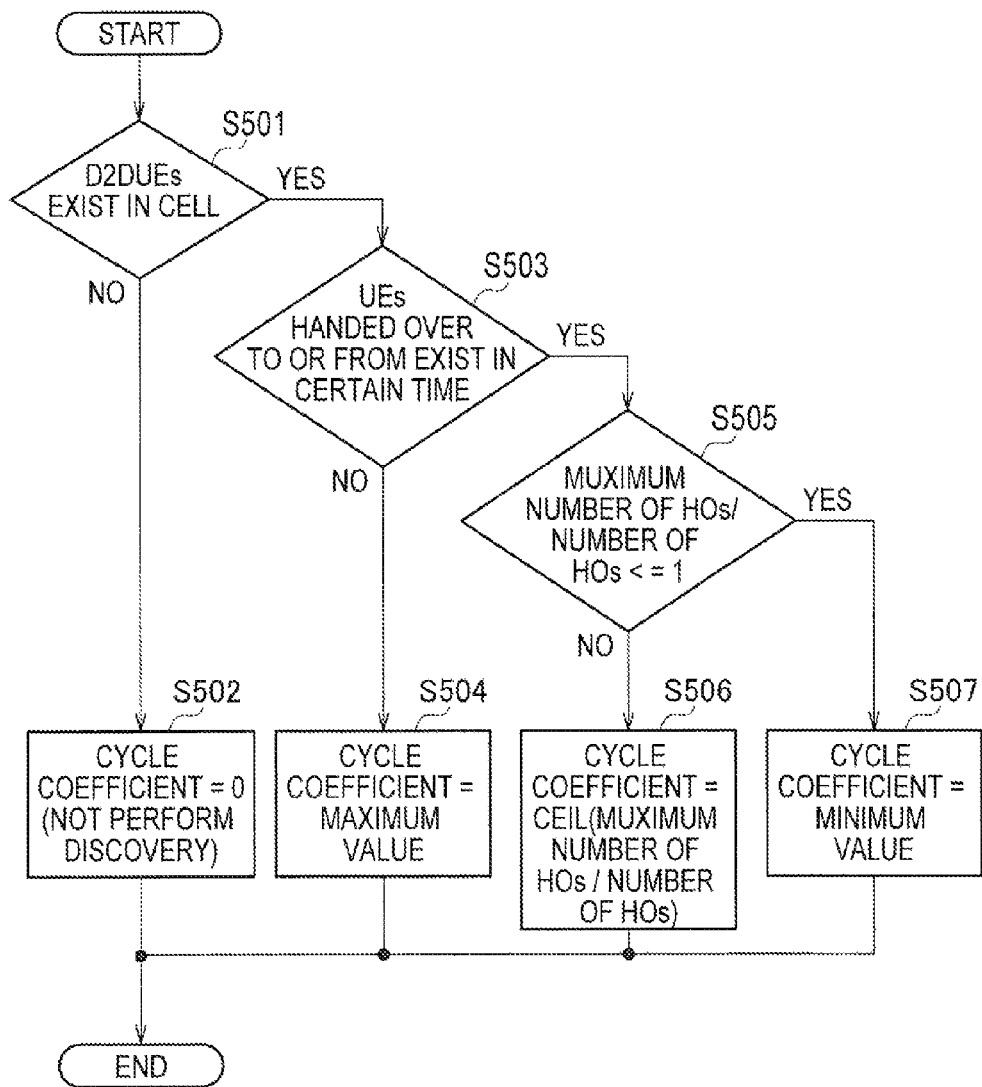 START
S501
D2DUEs
EXIST IN CELL
YES
NO
S503
UEs
HANDED OVER
TO OR FROM EXIST IN
CERTAIN TIME
YES
NO
S505
MUXIMUM
NUMBER OF HOs/
NUMBER OF
HOs < = 1
YES
NO
S502
CYCLE
COEFFICIENT = 0
(NOT PERFORM
DISCOVERY)
S504
CYCLE
COEFFICIENT =
MAXIMUM
VALUE
S506
CYCLE
COEFFICIENT =
CEIL(MUXIMUM
NUMBER OF
HOs / NUMBER
OF HOs)
S507
CYCLE
COEFFICIENT =
MINIMUM
VALUE
END